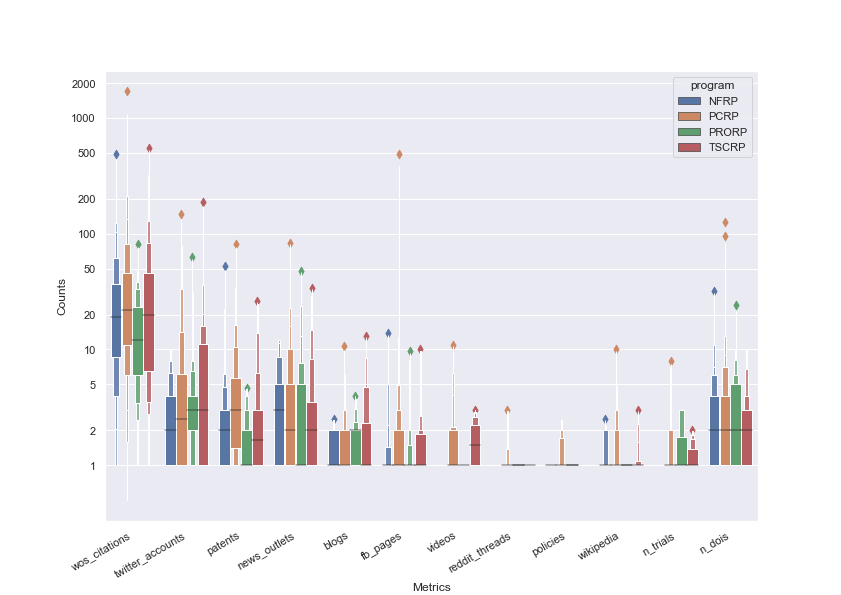 2000
1000
500
200
100
50
20
10
5
2
1
Counts
program
NFRP
PCRP
PRORP
TSCRP
wos_citations
twitter_accounts
patents
news_outlets
blogs
fb_pages
videos
reddit_threads
policies
wikipedia
n_trials
n_dois
Metrics